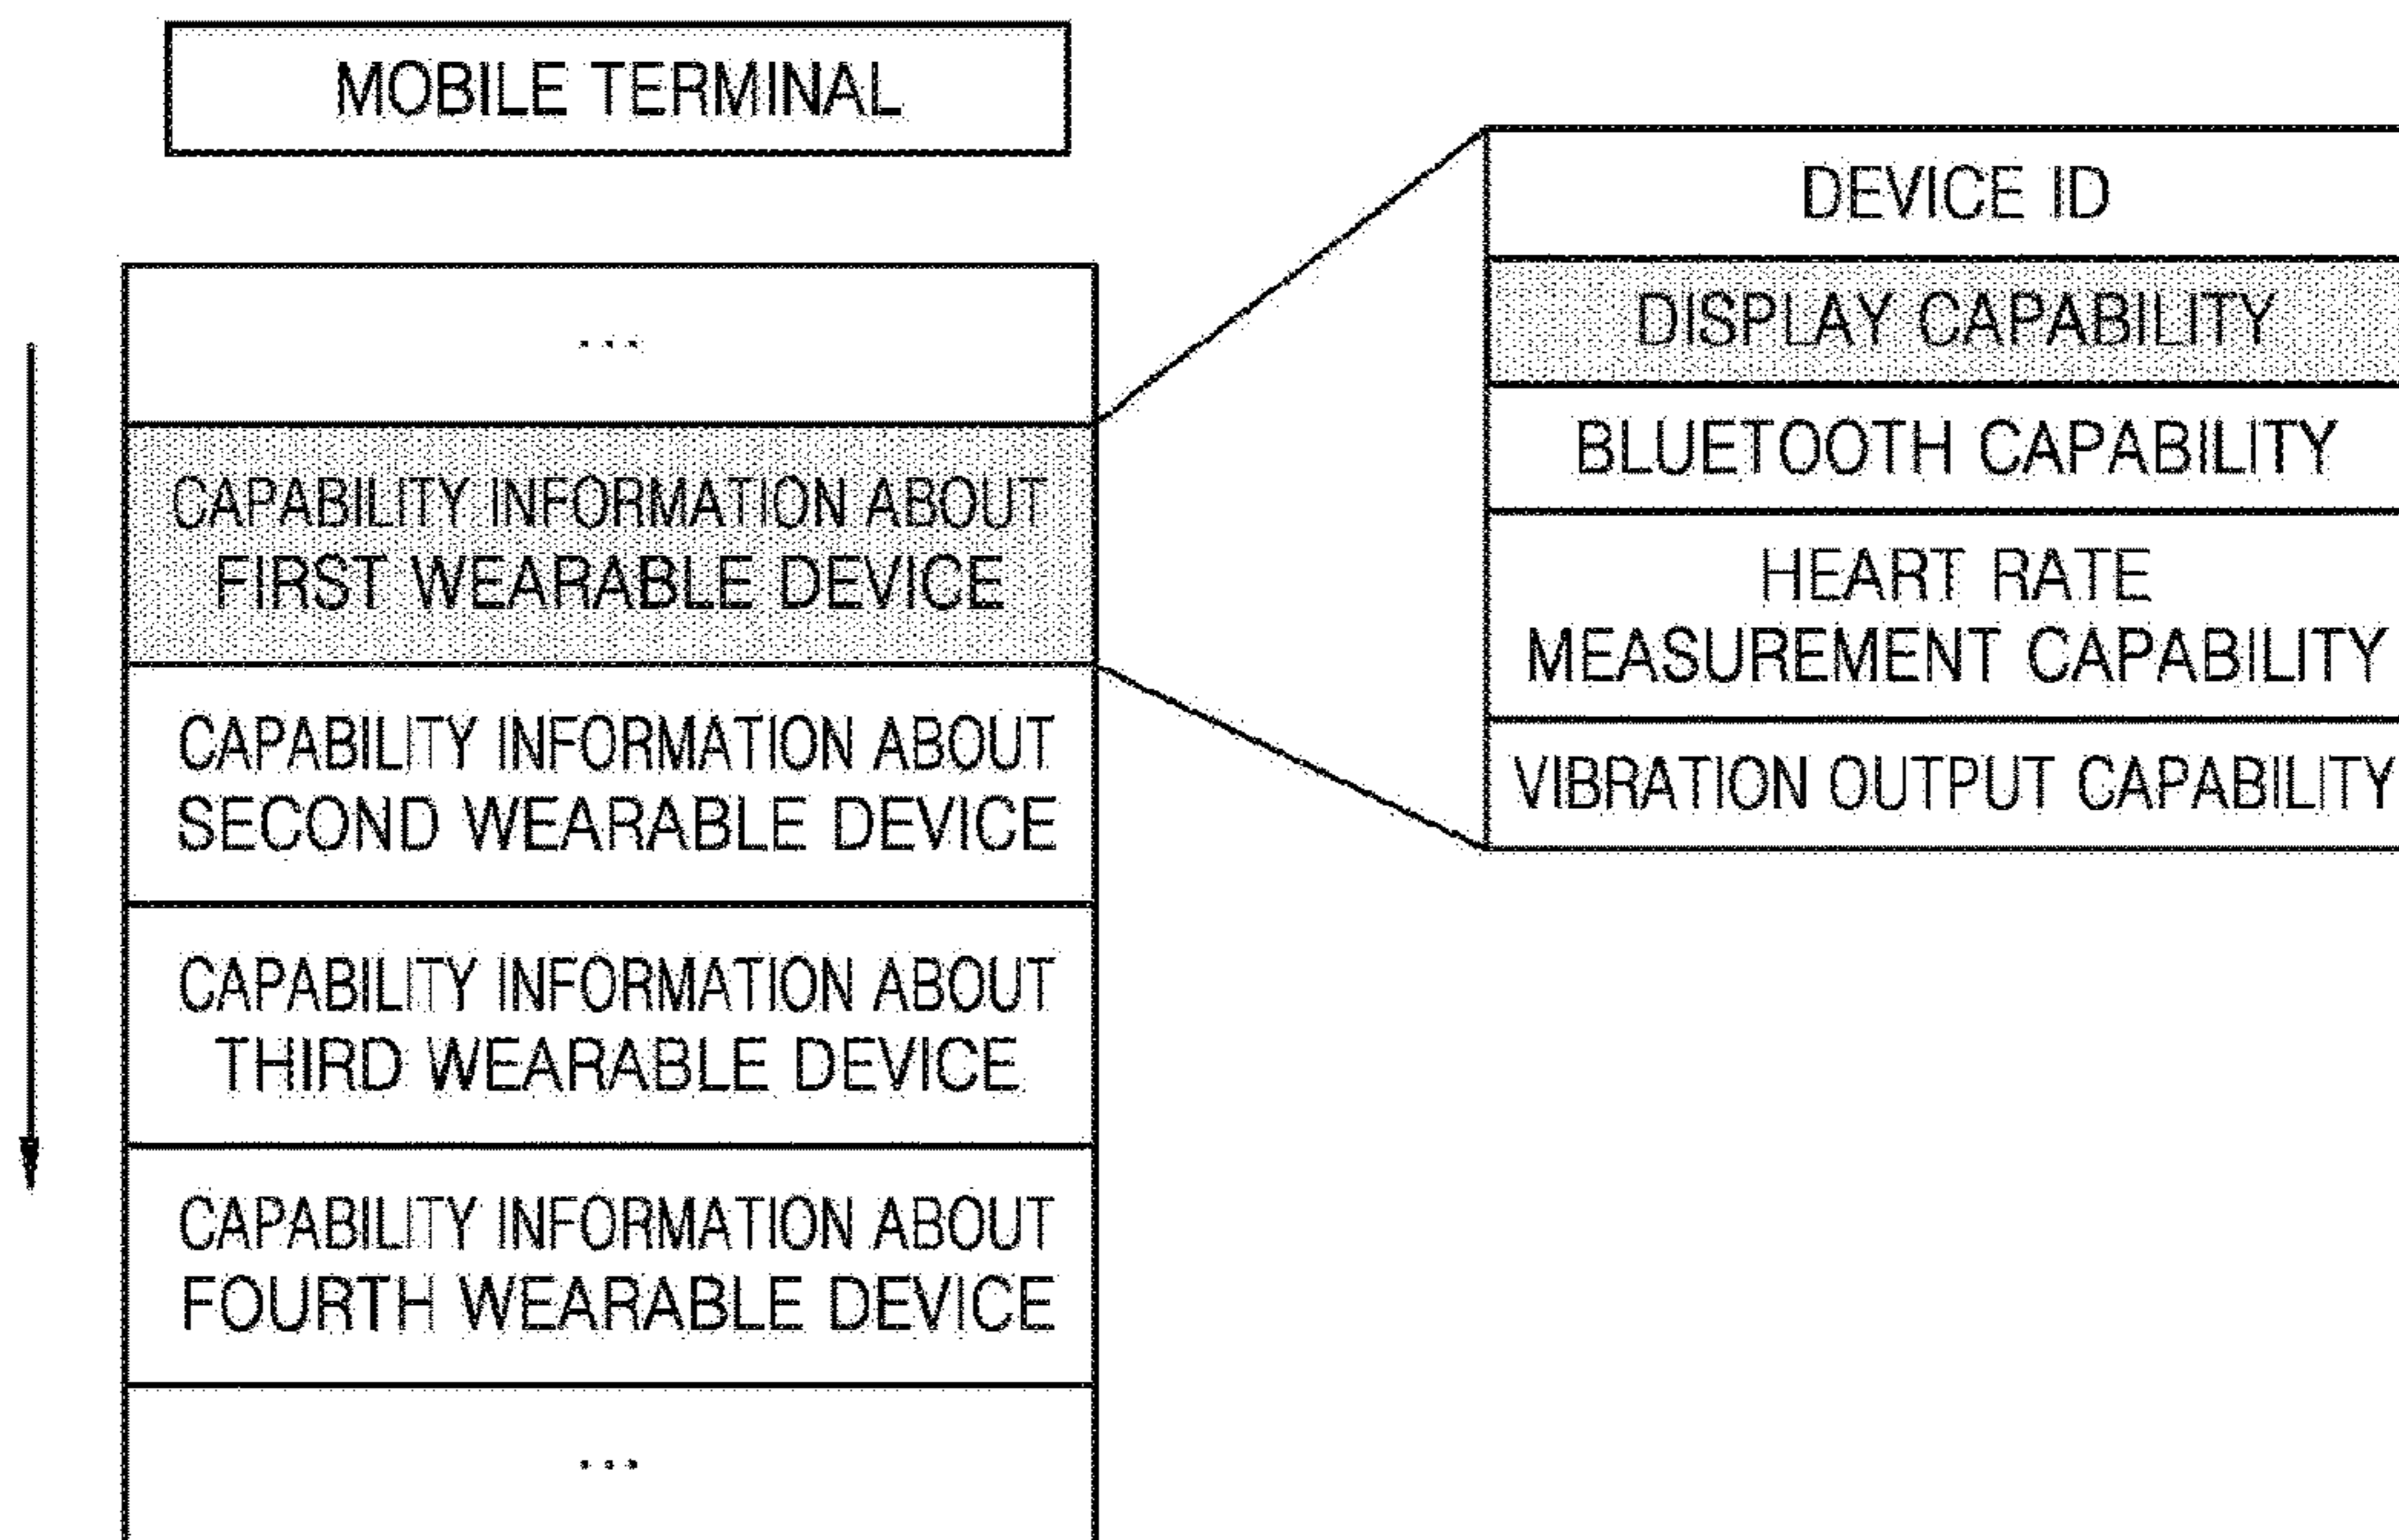 MOBILE TERMINAL
...
CAPABILITY INFORMATION ABOUT
FIRST WEARABLE DEVICE
CAPABILITY INFORMATION ABOUT
SECOND WEARABLE DEVICE
CAPABILITY INFORMATION ABOUT
THIRD WEARABLE DEVICE
CAPABILITY INFORMATION ABOUT
FOURTH WEARABLE DEVICE
...
DEVICE ID
DISPLAY CAPABILITY
BLUETOOTH CAPABILITY
HEART RATE
MEASUREMENT CAPABILITY
VIBRATION OUTPUT CAPABILITY